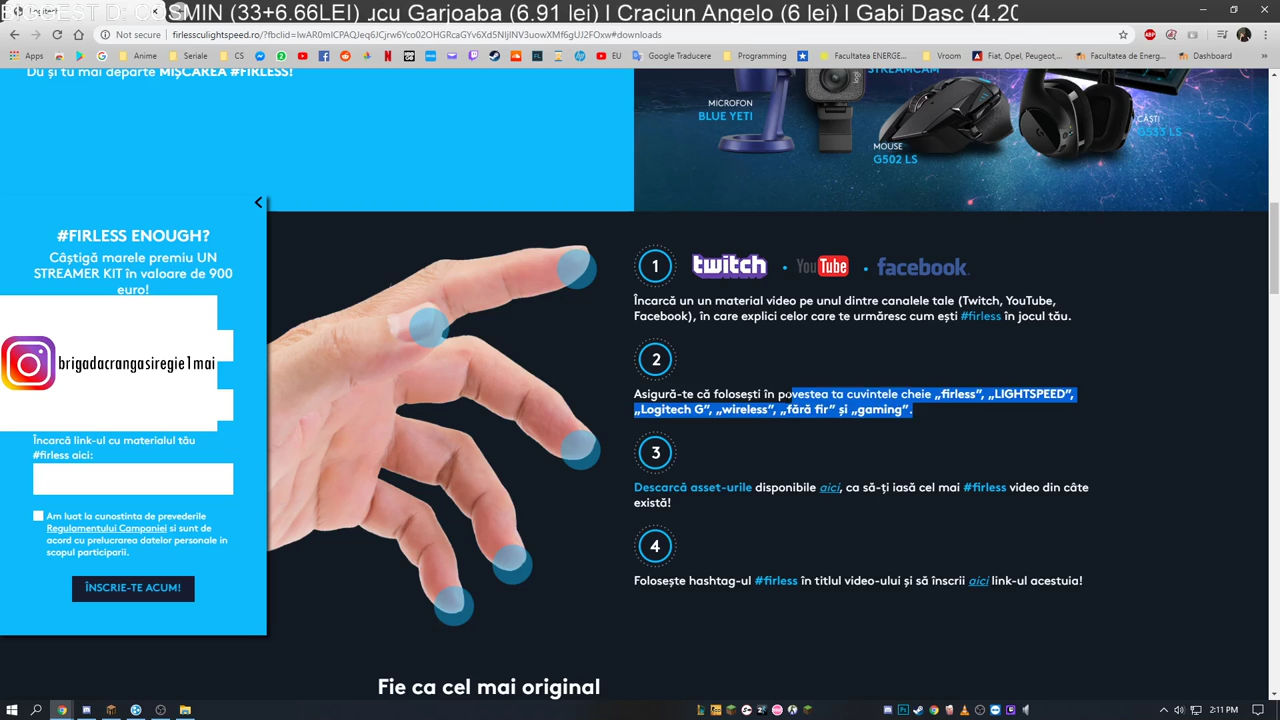 BIGGEST D: COSMIN (33+6.66LEI) ucu Garjoaba (6.91 lei) I Craciun Angelo (6 lei) I Gabi Dasc (4.20
Not secure | firlessculightspeed.ro/?fbclid=IwAR0mICPAQJeq6JCjrw6Yco02OHGRcaGYv6Xd5NIjlNV3uowXMf6gUJ2FOxw#downloads
Apps Anime Seriale CS EU Google Traducere Programming Facultatea ENERGE... Vroom Fiat, Opel, Peugeot,... Facultatea de Energ... Dashboard
Du și tu mai departe MIȘCAREA #FIRLESS!
STREAMCAM
MICROFON
BLUE YETI
CĂȘTI
G533 LS
MOUSE
G502 LS
#FIRLESS ENOUGH?
Câștigă marele premiu UN
STREAMER KIT în valoare de 900
euro!
brigadacrangasiregie1mai
Încarcă link-ul cu materialul tău
#firless aici:
Am luat la cunostinta de prevederile
Regulamentului Campaniei si sunt de
acord cu prelucrarea datelor personale in
scopul participarii.
ÎNSCRIE-TE ACUM!
1 twitch • YouTube • facebook.
Încarcă un un material video pe unul dintre canalele tale (Twitch, YouTube,
Facebook), în care explici celor care te urmăresc cum ești #firless în jocul tău.
2
Asigură-te că folosești în povestea ta cuvintele cheie „firless”, „LIGHTSPEED”,
„Logitech G”, „wireless”, „fără fir” și „gaming”.
3
Descarcă asset-urile disponibile aici, ca să-ți iasă cel mai #firless video din câte
există!
4
Folosește hashtag-ul #firless în titlul video-ului și să înscrii aici link-ul acestuia!
Fie ca cel mai original
2:11 PM